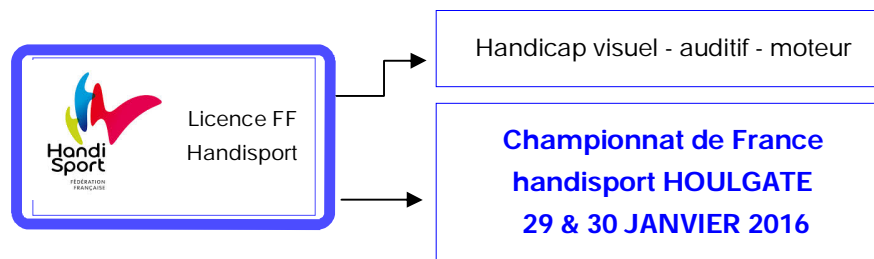 Handi
Sport
FÉDÉRATION
FRANÇAISE
Licence FF
Handisport
Handicap visuel - auditif - moteur
Championnat de France
handisport HOULGATE
29 & 30 JANVIER 2016